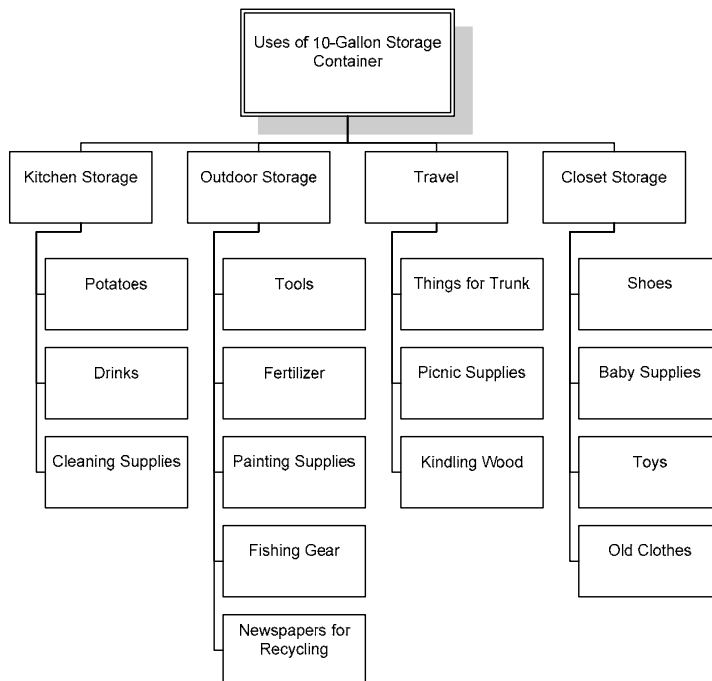 Uses of 10-Gallon Storage
Container
Kitchen Storage
Outdoor Storage
Travel
Closet Storage
Potatoes
Tools
Things for Trunk
Shoes
Drinks
Fertilizer
Picnic Supplies
Baby Supplies
Cleaning Supplies
Painting Supplies
Kindling Wood
Toys
Fishing Gear
Old Clothes
Newspapers for
Recycling